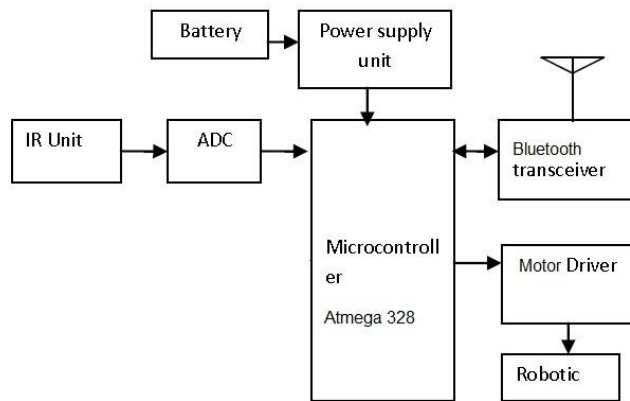 Battery
Power supply
unit
IR Unit
ADC
Bluetooth
transceiver
Microcontroll
er
Atmega 328
Motor Driver
Robotic